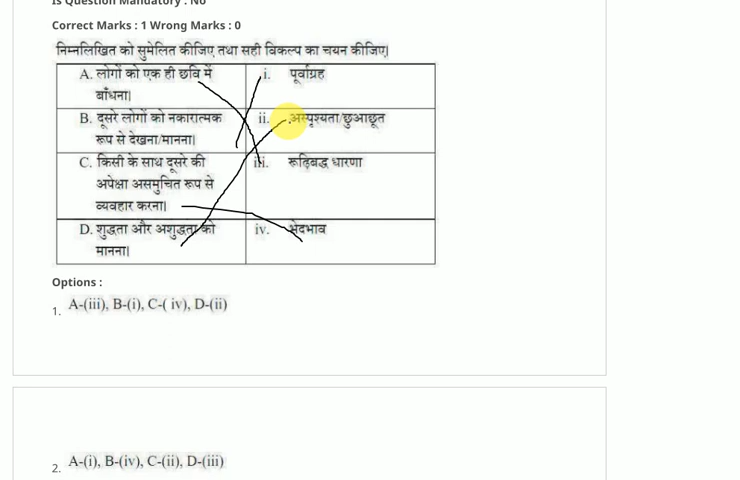 Is Question Mandatory : No
Correct Marks : 1 Wrong Marks : 0
निम्नलिखित को सुमेलित कीजिए तथा सही विकल्प का चयन कीजिए|
A. लोगों को एक ही छवि में
बाँधना|
i. पूर्वाग्रह
B. दूसरे लोगों को नकारात्मक
रूप से देखना/मानना|
ii. अस्पृश्यता/छुआछूत
C. किसी के साथ दूसरे की
अपेक्षा असमुचित रूप से
व्यवहार करना|
iii. रूढ़िबद्ध धारणा
D. शुद्धता और अशुद्धता को
मानना|
iv. भेदभाव
Options :
1. A-(iii), B-(i), C-( iv), D-(ii)
2. A-(i), B-(iv), C-(ii), D-(iii)